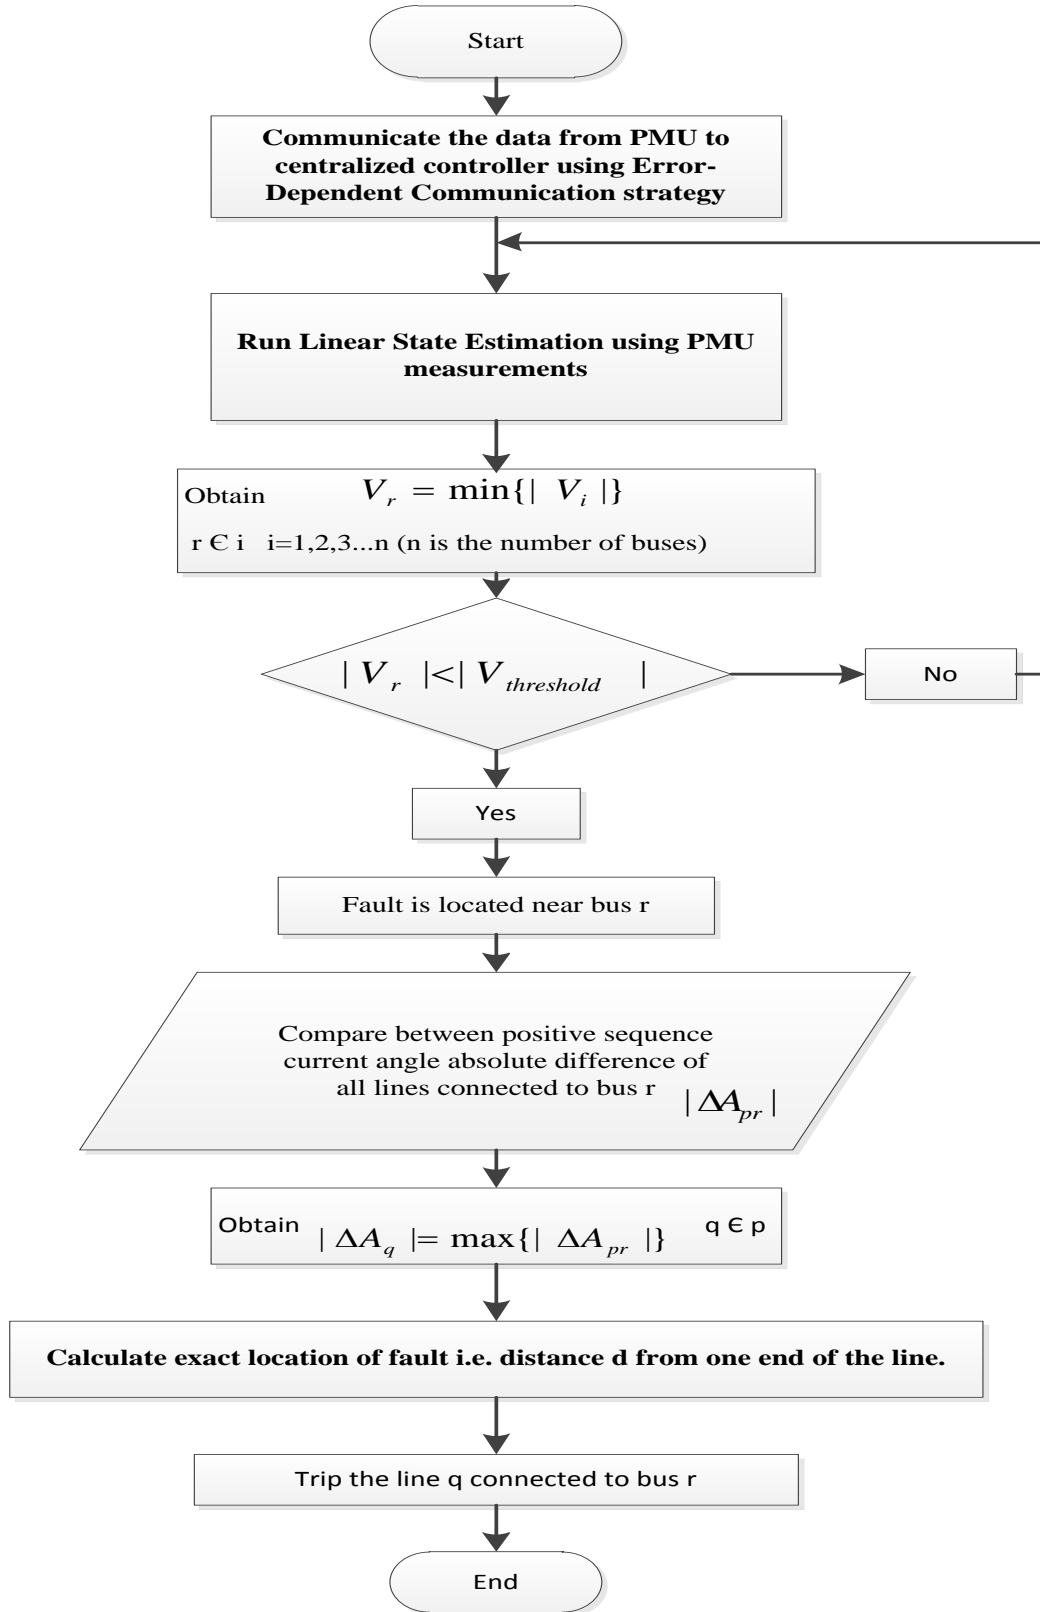 Start
Communicate the data from PMU to
centralized controller using Error-
Dependent Communication strategy
Run Linear State Estimation using PMU
measurements
Obtain V_r = min{| V_i |}
r Є i i=1,2,3...n (n is the number of buses)
| V_r |<| V_threshold |
No
Yes
Fault is located near bus r
Compare between positive sequence
current angle absolute difference of
all lines connected to bus r |ΔA_pr|
Obtain | ΔA_q |= max{| ΔA_pr |} q Є p
Calculate exact location of fault i.e. distance d from one end of the line.
Trip the line q connected to bus r
End